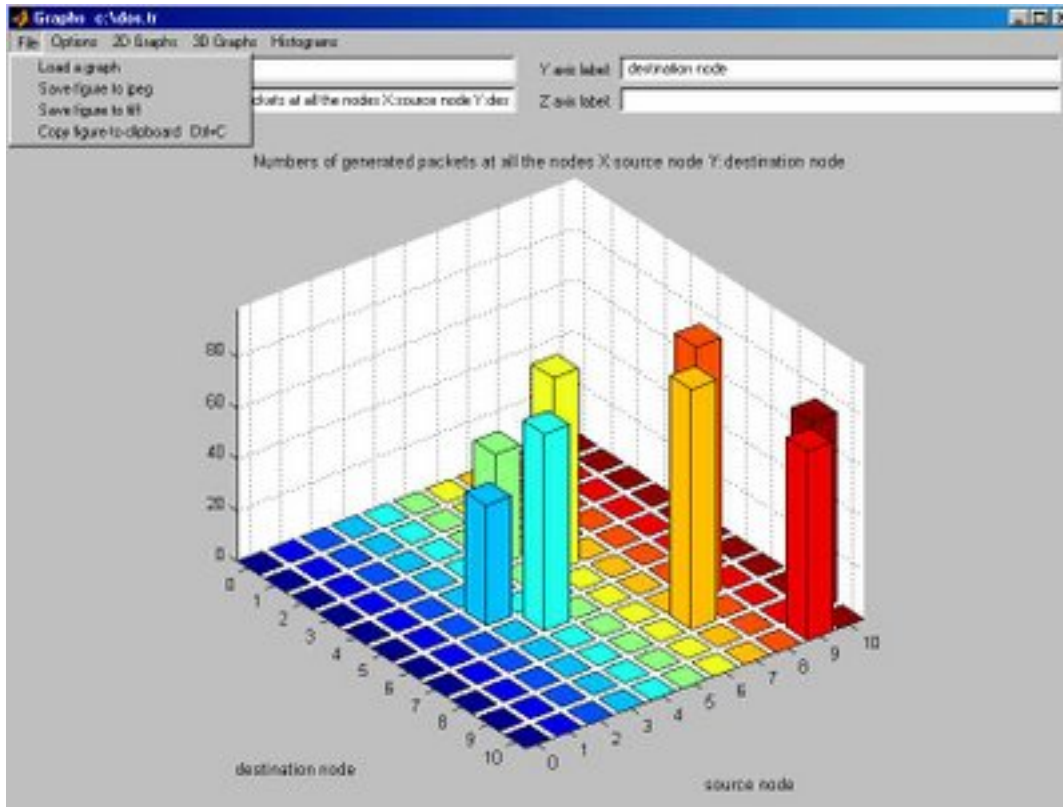 Graphs c:\dos.tr
File Options 2D Graphs 3D Graphs Histograms
Load a graph
Save figure to jpeg
Save figure to tiff
Copy figure to clipboard Ctrl+C
Y axis label: destination node
ckets at all the nodes X:source node Y:des
Z axis label:
Numbers of generated packets at all the nodes X:source node Y:destination node
80
60
40
20
0
0 1 2 3 4 5 6 7 8 9 10
0 1 2 3 4 5 6 7 8 9 10
destination node
source node